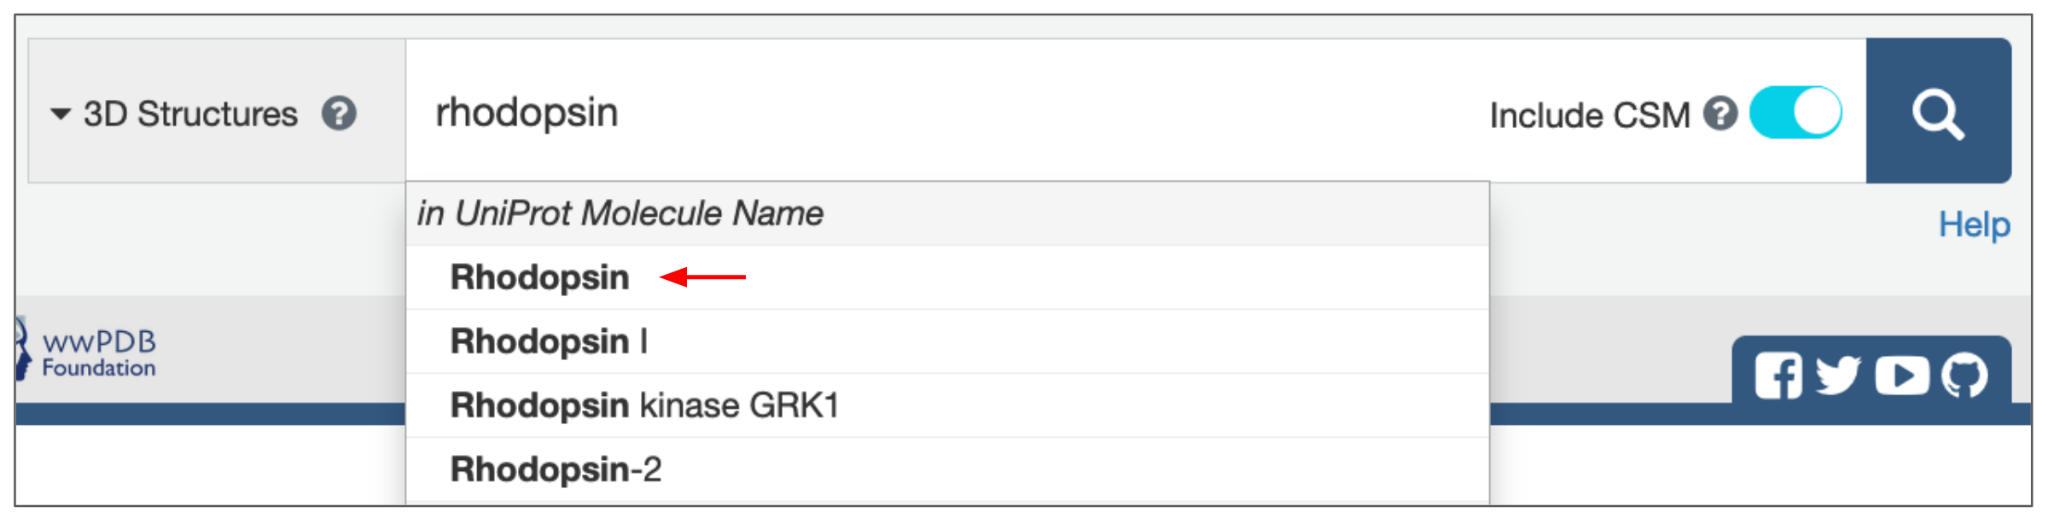 3D Structures ? rhodopsin Include CSM ?
in UniProt Molecule Name
Help
Rhodopsin
Rhodopsin I
wwPDB
Foundation
Rhodopsin kinase GRK1
Rhodopsin-2